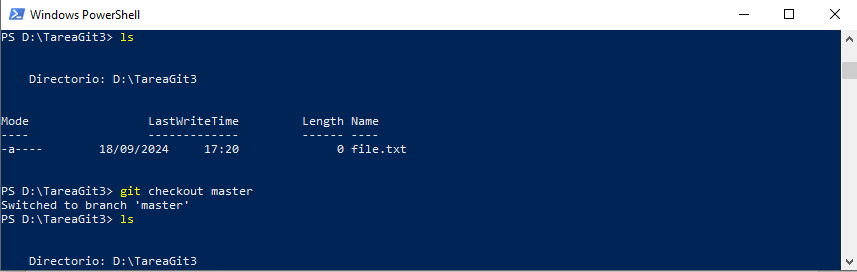 Windows PowerShell
PS D:\TareaGit3> ls
Directorio: D:\TareaGit3
Mode                 LastWriteTime         Length Name
----                 -------------         ------ ----
-a----        18/09/2024     17:20              0 file.txt
PS D:\TareaGit3> git checkout master
Switched to branch 'master'
PS D:\TareaGit3> ls
Directorio: D:\TareaGit3